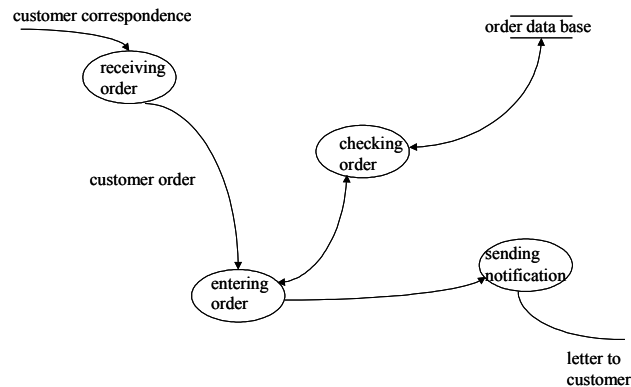 customer correspondence
order data base
receiving
order
checking
order
customer order
sending
notification
entering
order
letter to
customer